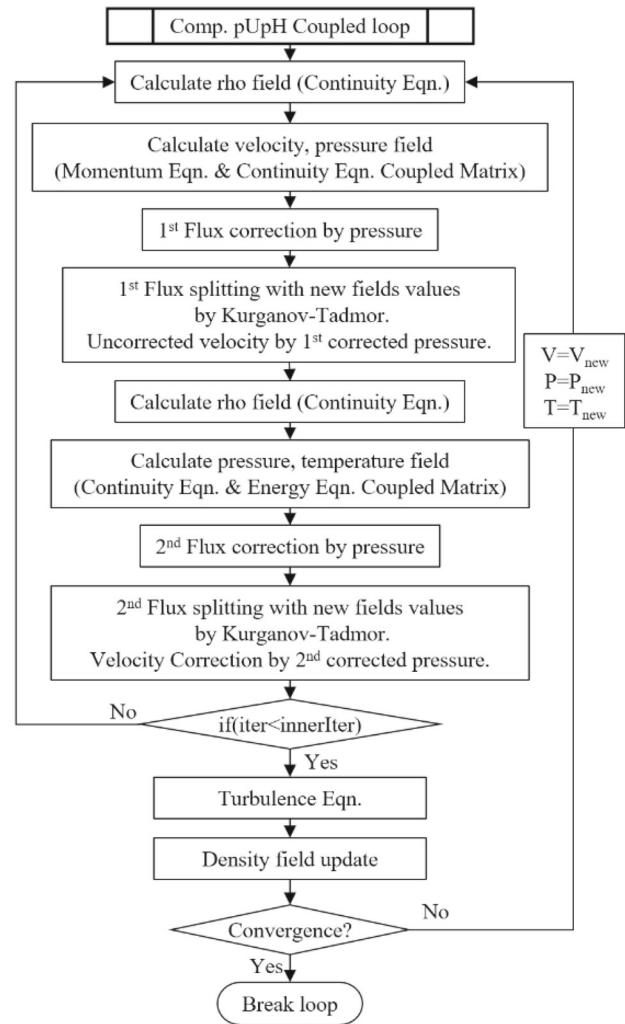 Comp. pUpH Coupled loop
Calculate rho field (Continuity Eqn.)
Calculate velocity, pressure field
(Momentum Eqn. & Continuity Eqn. Coupled Matrix)
1st Flux correction by pressure
1st Flux splitting with new fields values
by Kurganov-Tadmor.
Uncorrected velocity by 1st corrected pressure.
V=Vnew
P=Pnew
T=Tnew
Calculate rho field (Continuity Eqn.)
Calculate pressure, temperature field
(Continuity Eqn. & Energy Eqn. Coupled Matrix)
2nd Flux correction by pressure
2nd Flux splitting with new fields values
by Kurganov-Tadmor.
Velocity Correction by 2nd corrected pressure.
No
if(iter<innerIter)
Yes
Turbulence Eqn.
Density field update
No
Convergence?
Yes
Break loop